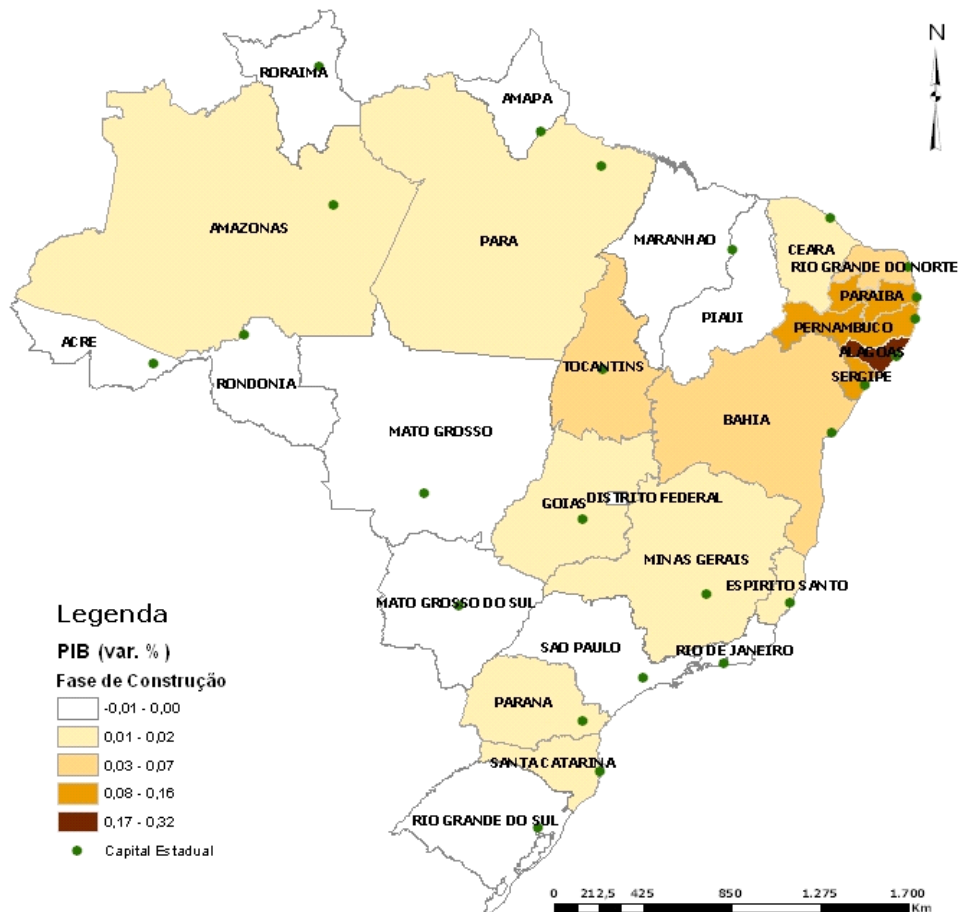 N
RORAIMA
AMAPA
AMAZONAS
PARA
MARANHAO
CEARA
RIO GRANDE DO NORTE
PARAIBA
PIAUI
PERNAMBUCO
ACRE
ALAGOAS
TOCANTINS
SERGIPE
RONDONIA
BAHIA
MATO GROSSO
GOIAS
DISTRITO FEDERAL
MINAS GERAIS
ESPIRITO SANTO
MATO GROSSO DO SUL
SAO PAULO
RIO DE JANEIRO
PARANA
SANTA CATARINA
RIO GRANDE DO SUL
Legenda
PIB (var. %)
Fase de Construção
-0,01 - 0,00
0,01 - 0,02
0,03 - 0,07
0,08 - 0,16
0,17 - 0,32
Capital Estadual
0 212,5 425 850 1.275 1.700
Km